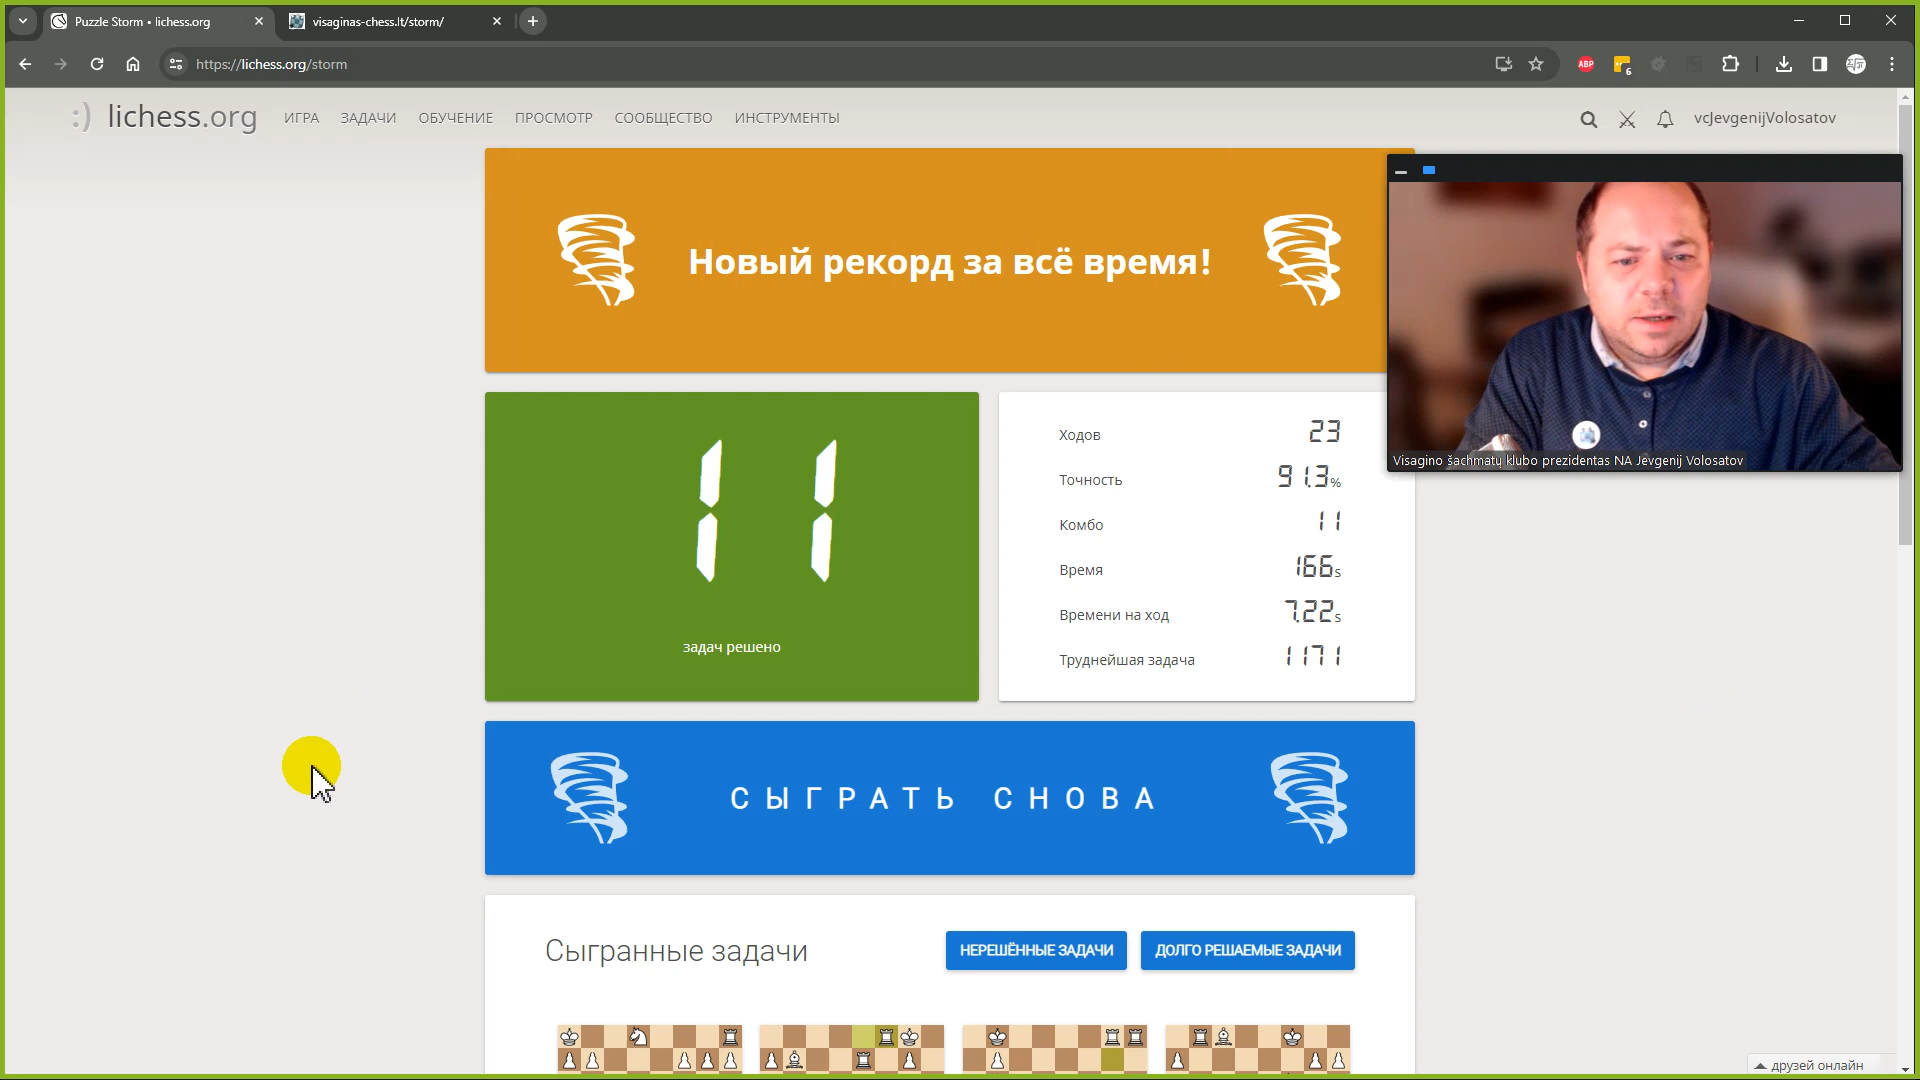 Puzzle Storm • lichess.org
visaginas-chess.lt/storm/
https://lichess.org/storm
ABP
6
:) lichess.org
ИГРА
ЗАДАЧИ
ОБУЧЕНИЕ
ПРОСМОТР
СООБЩЕСТВО
ИНСТРУМЕНТЫ
vcJevgenijVolosatov
Новый рекорд за всё время!
11
задач решено
Ходов 23
Точность 91.3%
Комбо 11
Время 166s
Времени на ход 7.22s
Труднейшая задача 1171
Visagino šachmatų klubo prezidentas NA Jevgenij Volosatov
СЫГРАТЬ СНОВА
Сыгранные задачи
НЕРЕШЁННЫЕ ЗАДАЧИ
ДОЛГО РЕШАЕМЫЕ ЗАДАЧИ
друзей онлайн